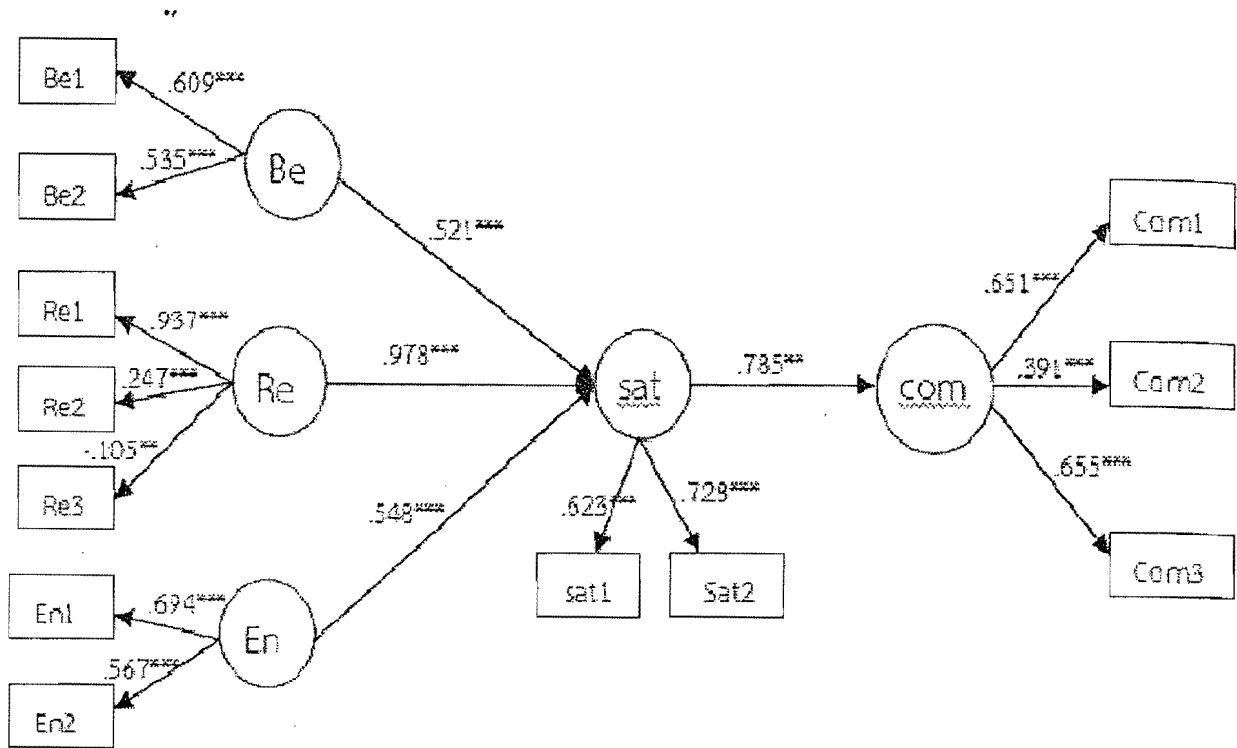 Be1
.609***
Be
.535***
Be2
.521***
Com1
.651***
Re1
.937***
Re
.978***
sat
.785**
com
.391***
Com2
.247***
Re2
-.105**
Re3
.655***
.548***
.623***
.728***
Com3
sat1
Sat2
En1
.694***
En
.567***
En2